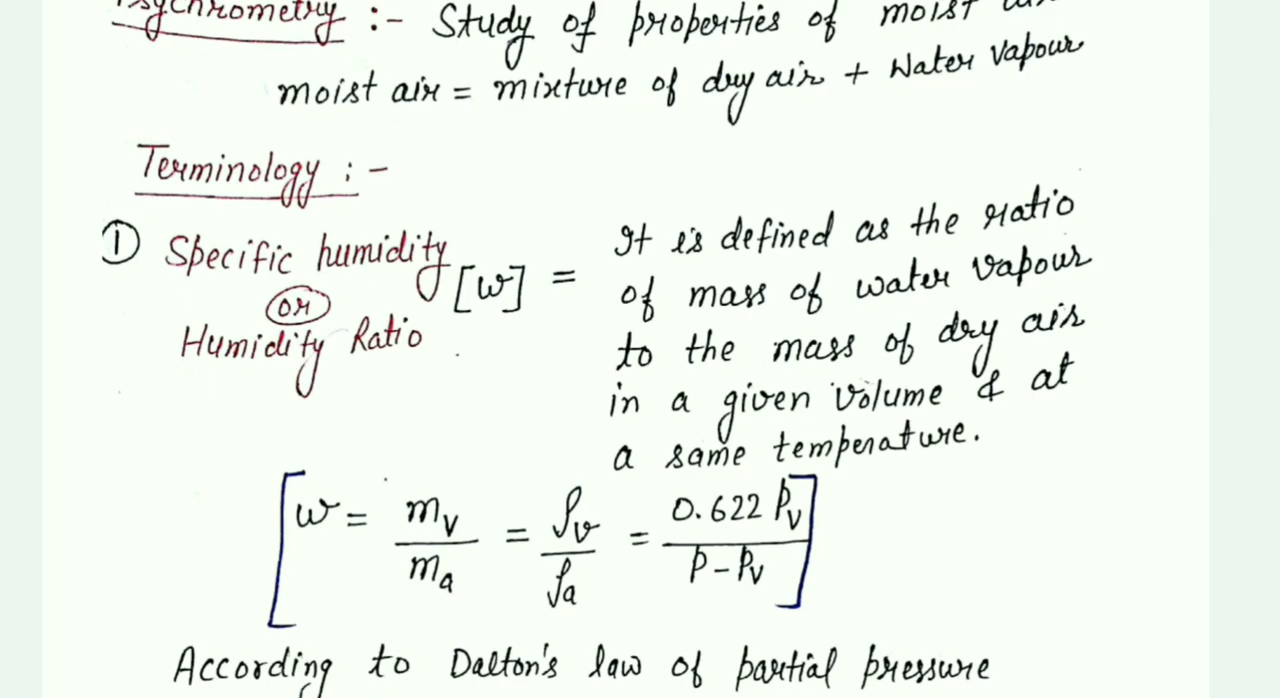 Psychrometry :- Study of properties of moist air
moist air = mixture of dry air + Water Vapour
Terminology :-
① Specific humidity
OR
Humidity Ratio
[w] =
It is defined as the ratio
of mass of water vapour
to the mass of dry air
in a given volume & at
a same temperature.
[w = mv/ma = ρv/ρa = 0.622 Pv/P-Pv]
According to Dalton's law of partial pressure